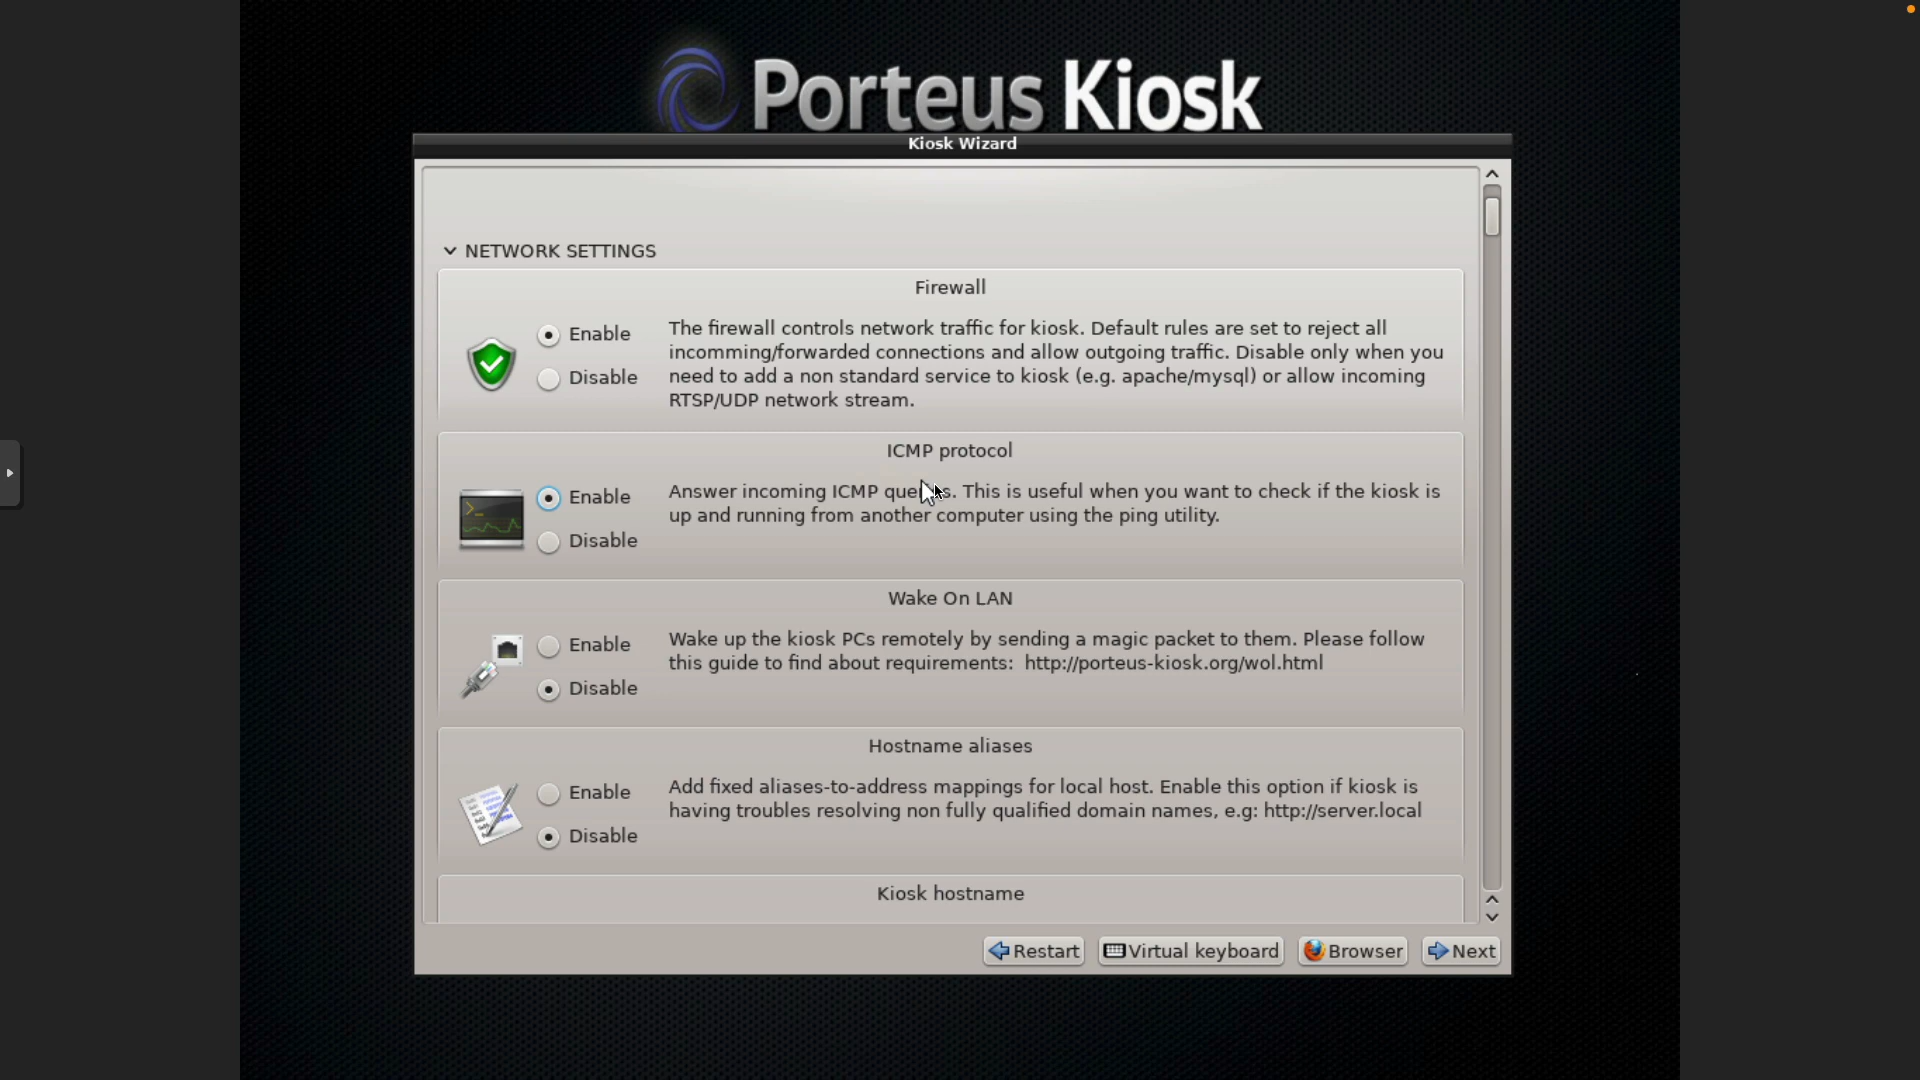 Porteus Kiosk
Kiosk Wizard
NETWORK SETTINGS
Firewall
Enable
Disable
The firewall controls network traffic for kiosk. Default rules are set to reject all
incomming/forwarded connections and allow outgoing traffic. Disable only when you
need to add a non standard service to kiosk (e.g. apache/mysql) or allow incoming
RTSP/UDP network stream.
ICMP protocol
Enable
Disable
Answer incoming ICMP queries. This is useful when you want to check if the kiosk is
up and running from another computer using the ping utility.
Wake On LAN
Enable
Disable
Wake up the kiosk PCs remotely by sending a magic packet to them. Please follow
this guide to find about requirements: http://porteus-kiosk.org/wol.html
Hostname aliases
Enable
Disable
Add fixed aliases-to-address mappings for local host. Enable this option if kiosk is
having troubles resolving non fully qualified domain names, e.g: http://server.local
Kiosk hostname
Restart
Virtual keyboard
Browser
Next